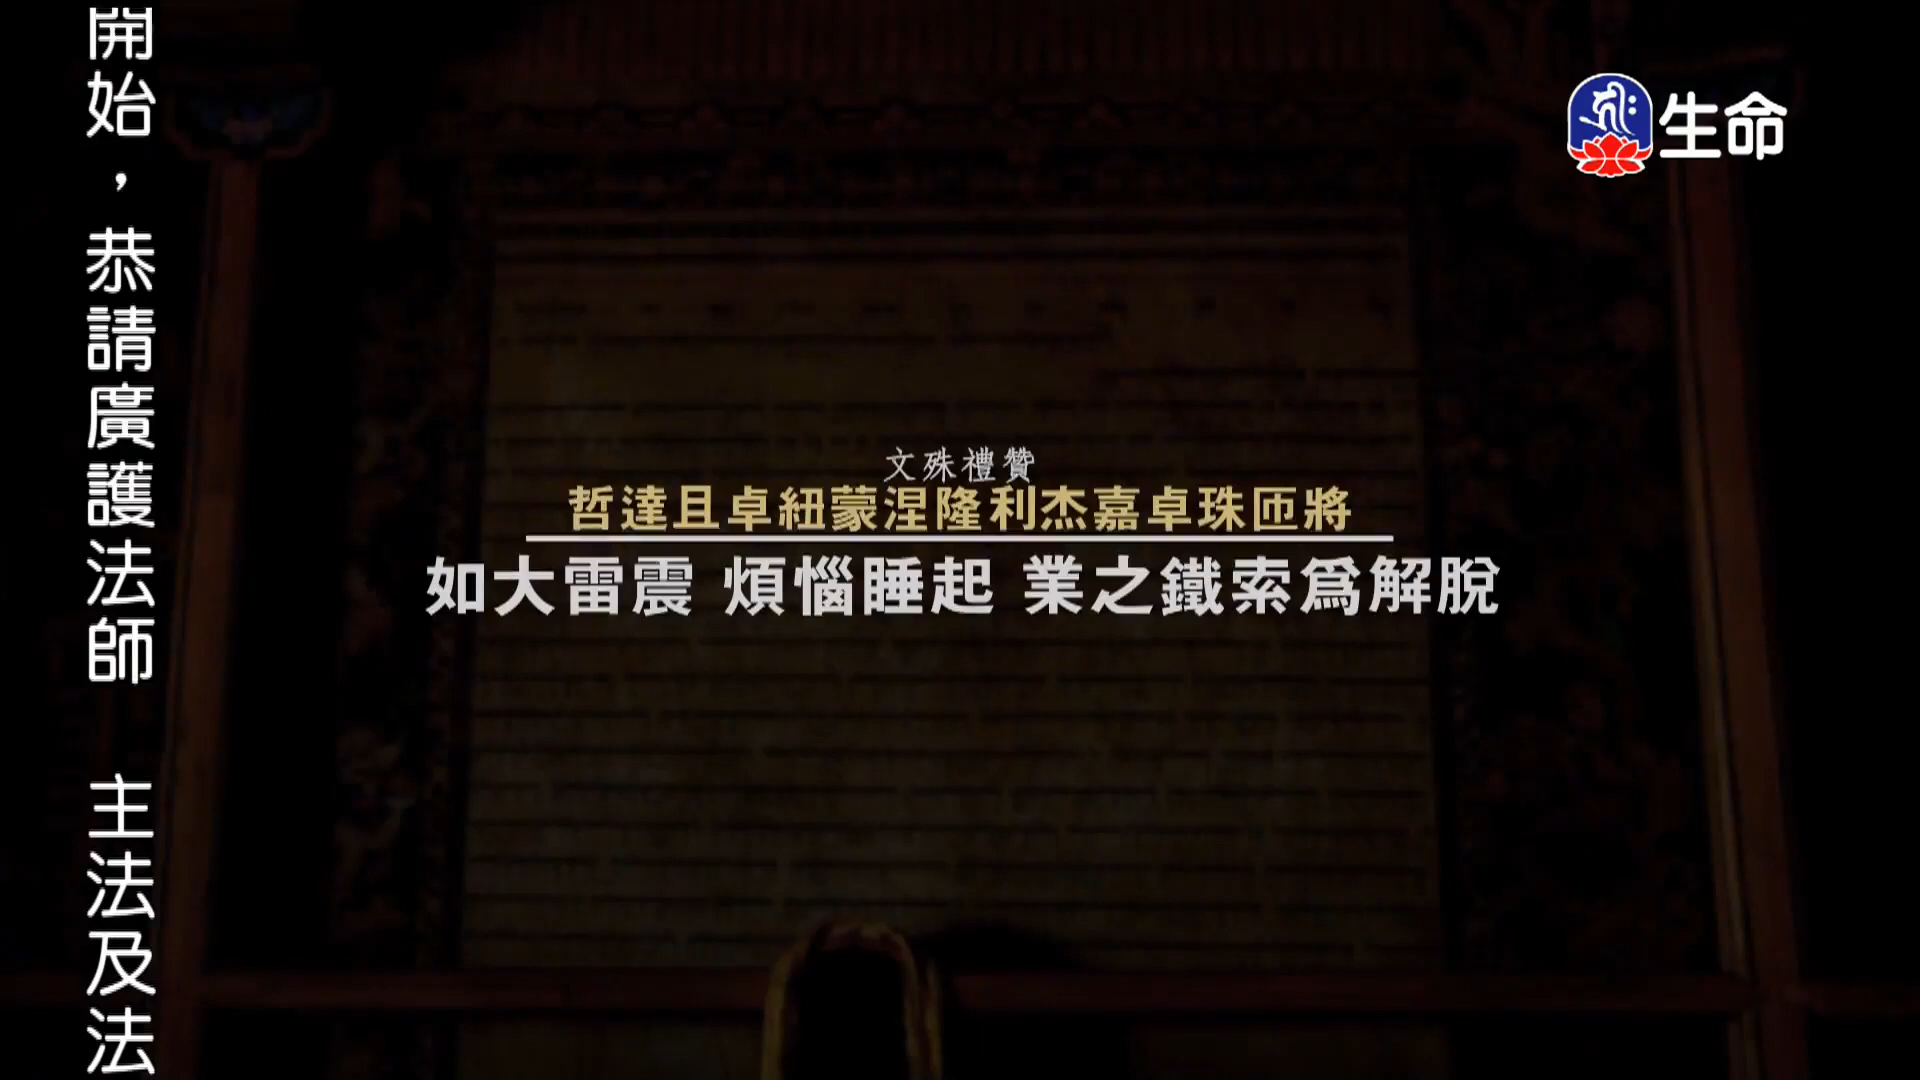 開始，恭請廣護法師　主法及法
生命
文殊禮贊
哲達且卓紐蒙涅隆利杰嘉卓珠匝將
如大雷震 煩惱睡起 業之鐵索爲解脫